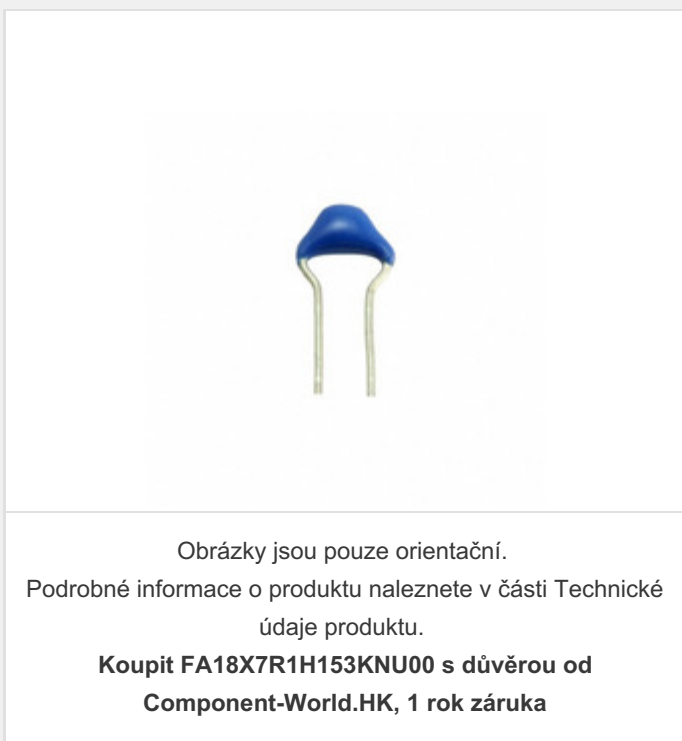 Obrázky jsou pouze orientační.
Podrobné informace o produktu naleznete v části Technické
údaje produktu.
Koupit FA18X7R1H153KNU00 s důvěrou od
Component-World.HK, 1 rok záruka